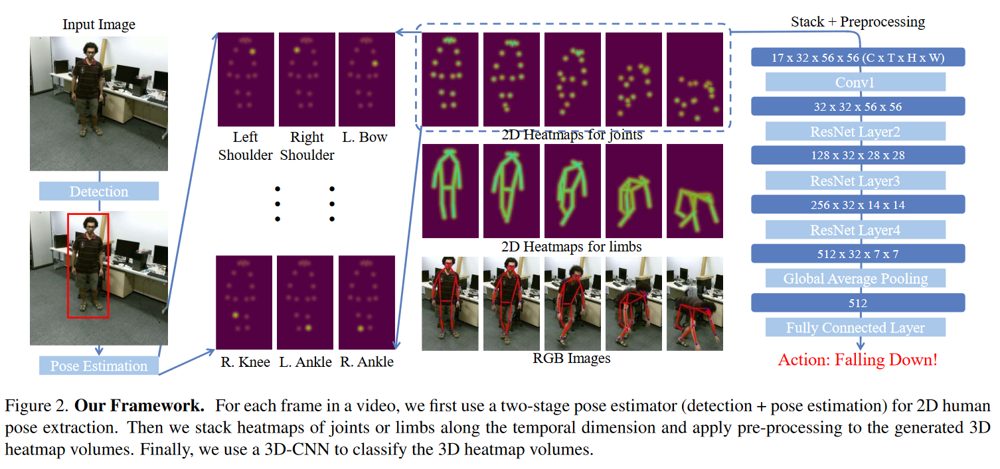 Input Image
Detection
Pose Estimation
Left
Shoulder
Right
Shoulder
L. Bow
R. Knee
L. Ankle
R. Ankle
2D Heatmaps for joints
2D Heatmaps for limbs
RGB Images
Stack + Preprocessing
17 x 32 x 56 x 56 (C x T x H x W)
Conv1
32 x 32 x 56 x 56
ResNet Layer2
128 x 32 x 28 x 28
ResNet Layer3
256 x 32 x 14 x 14
ResNet Layer4
512 x 32 x 7 x 7
Global Average Pooling
512
Fully Connected Layer
Action: Falling Down!
Figure 2. Our Framework. For each frame in a video, we first use a two-stage pose estimator (detection + pose estimation) for 2D human
pose extraction. Then we stack heatmaps of joints or limbs along the temporal dimension and apply pre-processing to the generated 3D
heatmap volumes. Finally, we use a 3D-CNN to classify the 3D heatmap volumes.